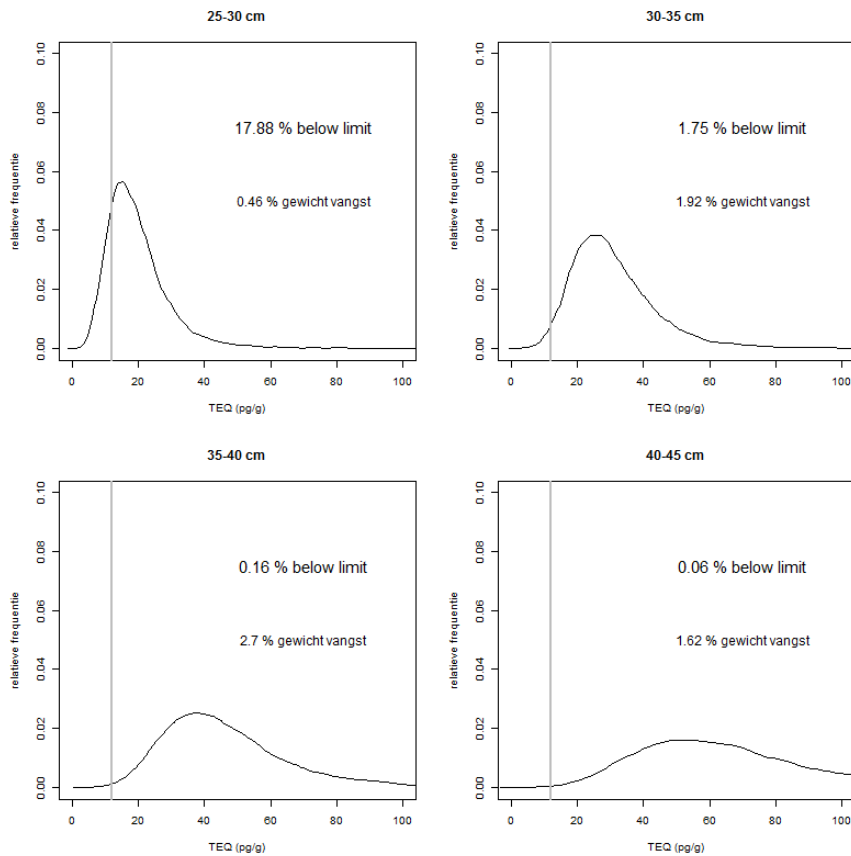 25-30 cm
relatieve frequentie
0.10
0.08
0.06
0.04
0.02
0.00
17.88 % below limit
0.46 % gewicht vangst
0 20 40 60 80 100
TEQ (pg/g)
30-35 cm
relatieve frequentie
0.10
0.08
0.06
0.04
0.02
0.00
1.75 % below limit
1.92 % gewicht vangst
0 20 40 60 80 100
TEQ (pg/g)
35-40 cm
relatieve frequentie
0.10
0.08
0.06
0.04
0.02
0.00
0.16 % below limit
2.7 % gewicht vangst
0 20 40 60 80 100
TEQ (pg/g)
40-45 cm
relatieve frequentie
0.10
0.08
0.06
0.04
0.02
0.00
0.06 % below limit
1.62 % gewicht vangst
0 20 40 60 80 100
TEQ (pg/g)